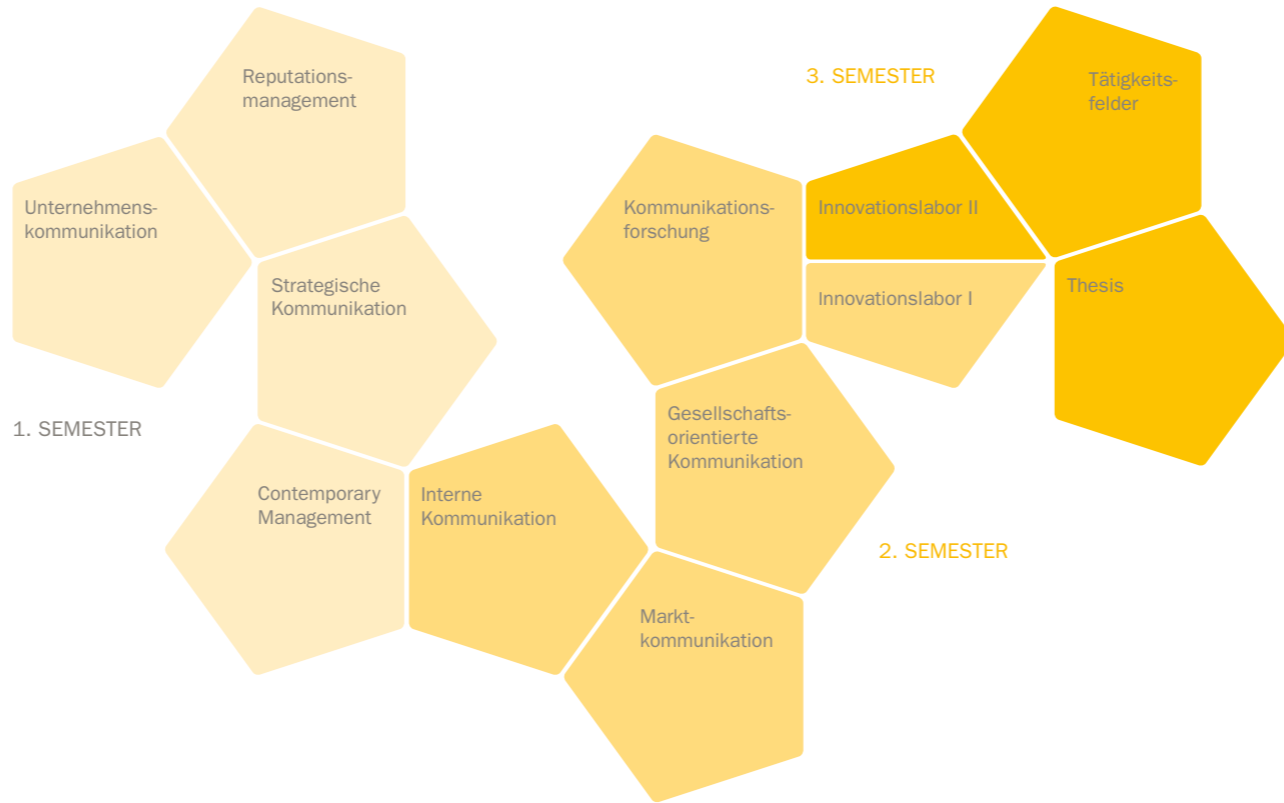 Reputations-
management
Unternehmens-
kommunikation
Strategische
Kommunikation
1. SEMESTER
Contemporary
Management
Interne
Kommunikation
Markt-
kommunikation
Gesellschafts-
orientierte
Kommunikation
2. SEMESTER
Kommunikations-
forschung
Innovationslabor I
3. SEMESTER
Innovationslabor II
Tätigkeits-
felder
Thesis